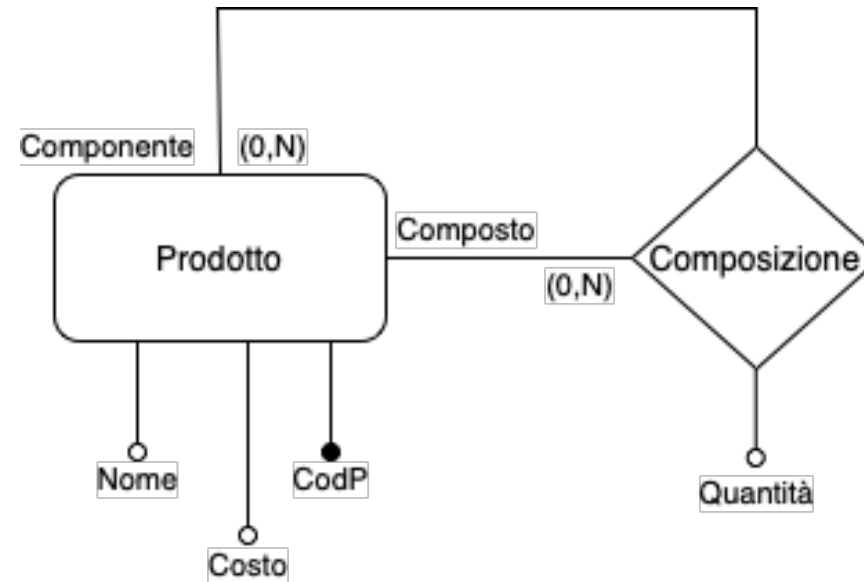 Componente
(0,N)
Prodotto
Composto
(0,N)
Composizione
Nome
CodP
Quantità
Costo